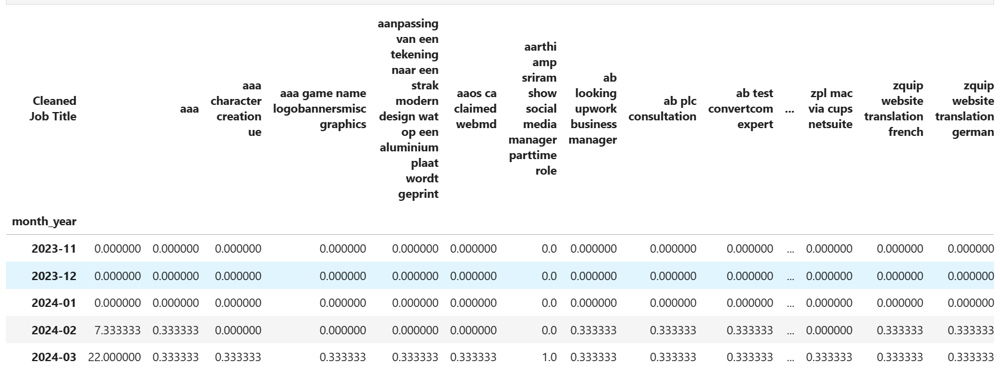 aanpassing
van een
tekening
naar een
strak
modern
design wat
op een
aluminium
plaat
wordt
geprint
aarthi
amp
sriram
show
social
media
manager
parttime
role
Cleaned
Job Title
aaa
aaa
character
creation
ue
aaa game name
logobannersmisc
graphics
aaos ca
claimed
webmd
ab
looking
upwork
business
manager
ab plc
consultation
ab test
convertcom
expert
...
zpl mac
via cups
netsuite
zquip
website
translation
french
zquip
website
translation
german
month_year
2023-11 0.000000 0.000000 0.000000 0.000000 0.000000 0.000000 0.0 0.000000 0.000000 0.000000 ... 0.000000 0.000000 0.000000
2023-12 0.000000 0.000000 0.000000 0.000000 0.000000 0.000000 0.0 0.000000 0.000000 0.000000 ... 0.000000 0.000000 0.000000
2024-01 0.000000 0.000000 0.000000 0.000000 0.000000 0.000000 0.0 0.000000 0.000000 0.000000 ... 0.000000 0.000000 0.000000
2024-02 7.333333 0.333333 0.000000 0.000000 0.000000 0.000000 0.0 0.333333 0.333333 0.333333 ... 0.000000 0.333333 0.333333
2024-03 22.000000 0.333333 0.333333 0.333333 0.333333 0.333333 1.0 0.333333 0.333333 0.333333 ... 0.333333 0.333333 0.333333